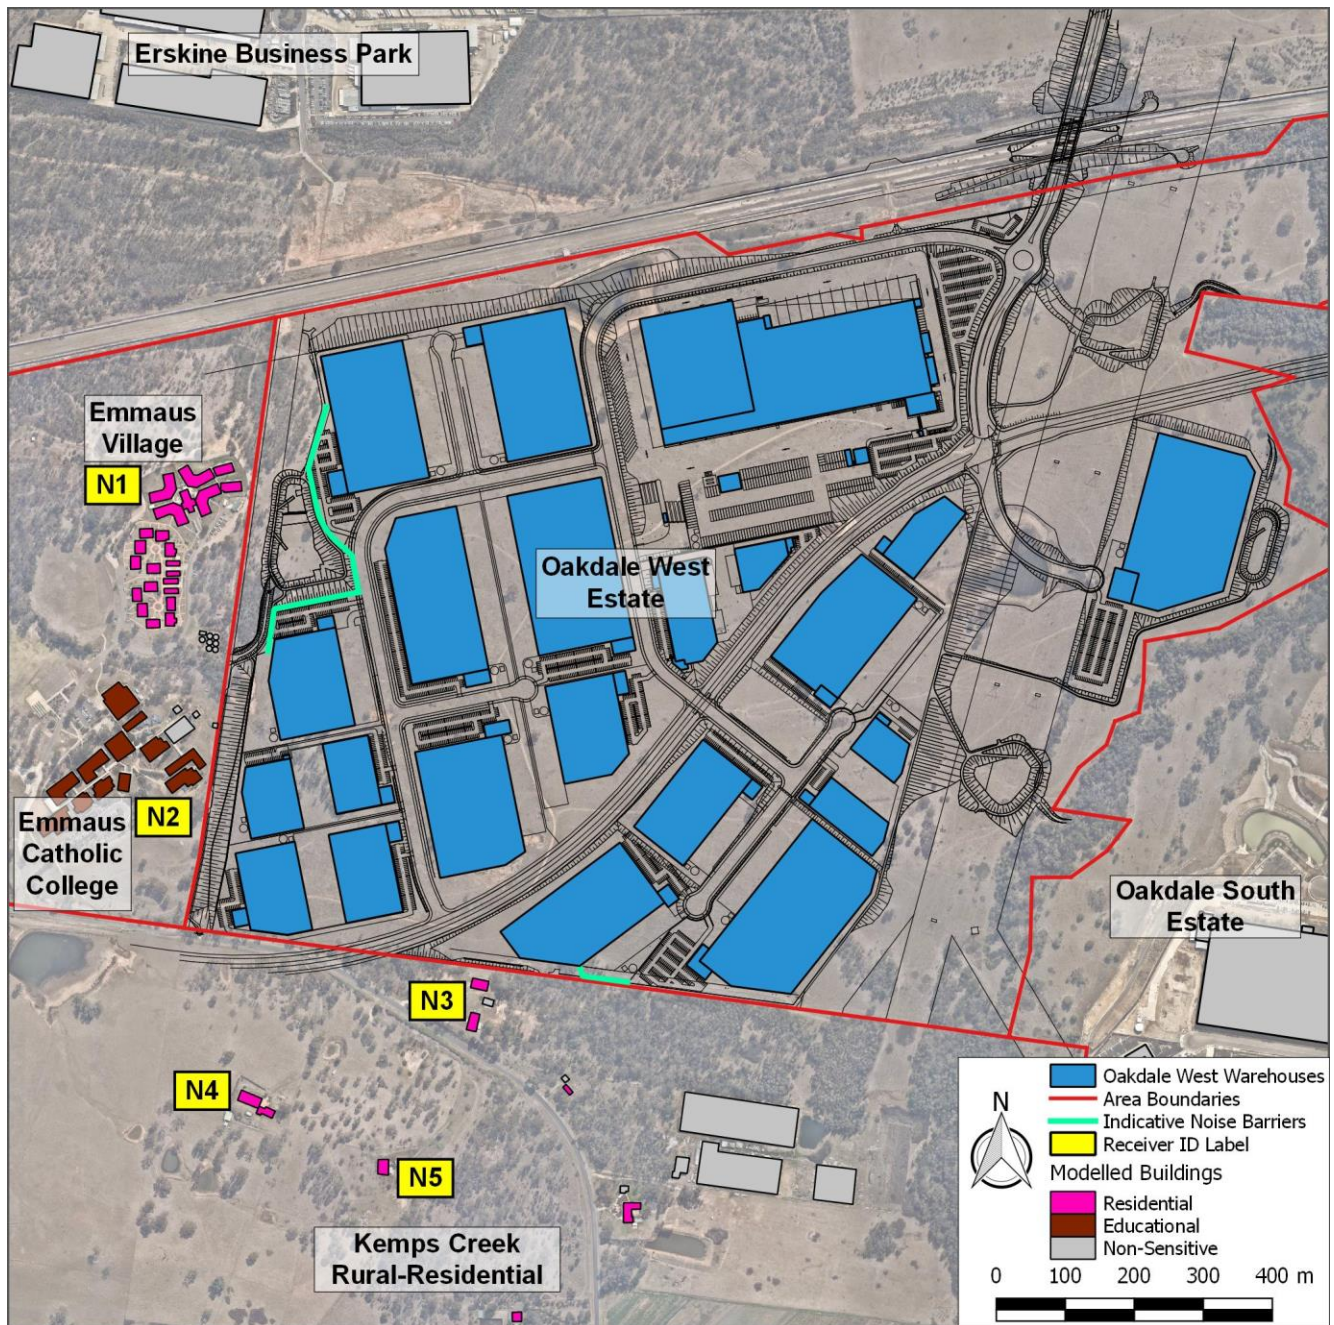 Erskine Business Park
Emmaus
Village
N1
Oakdale West
Estate
N2
Emmaus
Catholic
College
Oakdale South
Estate
N3
N4
N5
Kemps Creek
Rural-Residential
N
Oakdale West Warehouses
Area Boundaries
Indicative Noise Barriers
Receiver ID Label
Modelled Buildings
Residential
Educational
Non-Sensitive
0 100 200 300 400 m